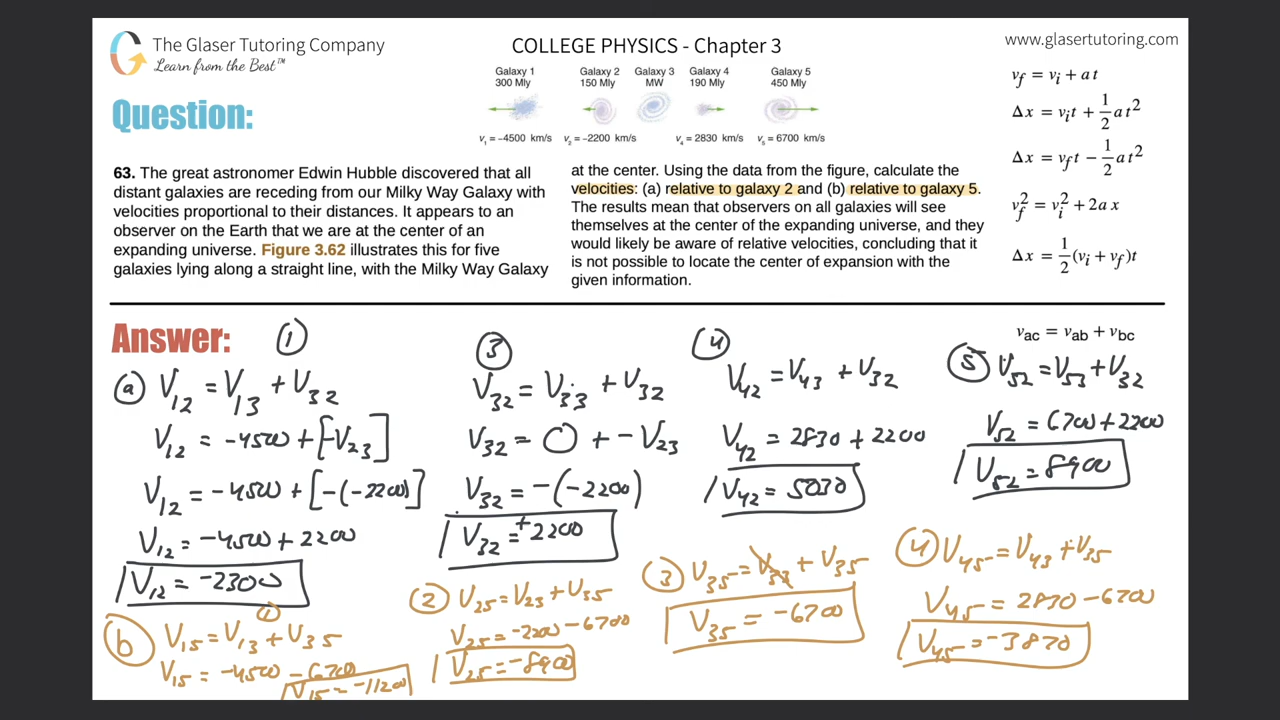 The Glaser Tutoring Company
Learn from the Best™
COLLEGE PHYSICS - Chapter 3
www.glasertutoring.com
Galaxy 1 Galaxy 2 Galaxy 3 Galaxy 4 Galaxy 5
300 Mly 150 Mly MW 190 Mly 450 Mly
v₁ = −4500 km/s v₂ = −2200 km/s v₄ = 2830 km/s v₅ = 6700 km/s
Question:
63. The great astronomer Edwin Hubble discovered that all
distant galaxies are receding from our Milky Way Galaxy with
velocities proportional to their distances. It appears to an
observer on the Earth that we are at the center of an
expanding universe. Figure 3.62 illustrates this for five
galaxies lying along a straight line, with the Milky Way Galaxy
at the center. Using the data from the figure, calculate the
velocities: (a) relative to galaxy 2 and (b) relative to galaxy 5.
The results mean that observers on all galaxies will see
themselves at the center of the expanding universe, and they
would likely be aware of relative velocities, concluding that it
is not possible to locate the center of expansion with the
given information.
v_f = v_i + at
Δx = v_i t + 1/2 at²
Δx = v_f t − 1/2 at²
v_f² = v_i² + 2a x
Δx = 1/2 (v_i + v_f)t
v_ac = v_ab + v_bc
Answer:
①
ⓐ V₁₂ = V₁₃ + V₃₂
V₁₂ = -4500 + [-V₂₃]
V₁₂ = -4500 + [-(-2200)]
V₁₂ = -4500 + 2200
V₁₂ = -2300
③
V₃₂ = V₃₃ + V₃₂
V₃₂ = 0 + - V₂₃
V₃₂ = -(-2200)
V₃₂ = +2200
④
V₄₂ = V₄₃ + V₃₂
V₄₂ = 2830 + 2200
V₄₂ = 5030
⑤ V₅₂ = V₅₃ + V₃₂
V₅₂ = 6700 + 2200
V₅₂ = 8900
ⓑ ①
V₁₅ = V₁₃ + V₃₅
V₁₅ = -4500 - 6700
V₁₅ = -11200
② V₂₅ = V₂₃ + V₃₅
V₂₅ = -2200 - 6700
V₂₅ = -8900
③ V₃₅ = V₃₃ + V₃₅
V₃₅ = -6700
④ V₄₅ = V₄₃ + V₃₅
V₄₅ = 2830 - 6700
V₄₅ = -3870